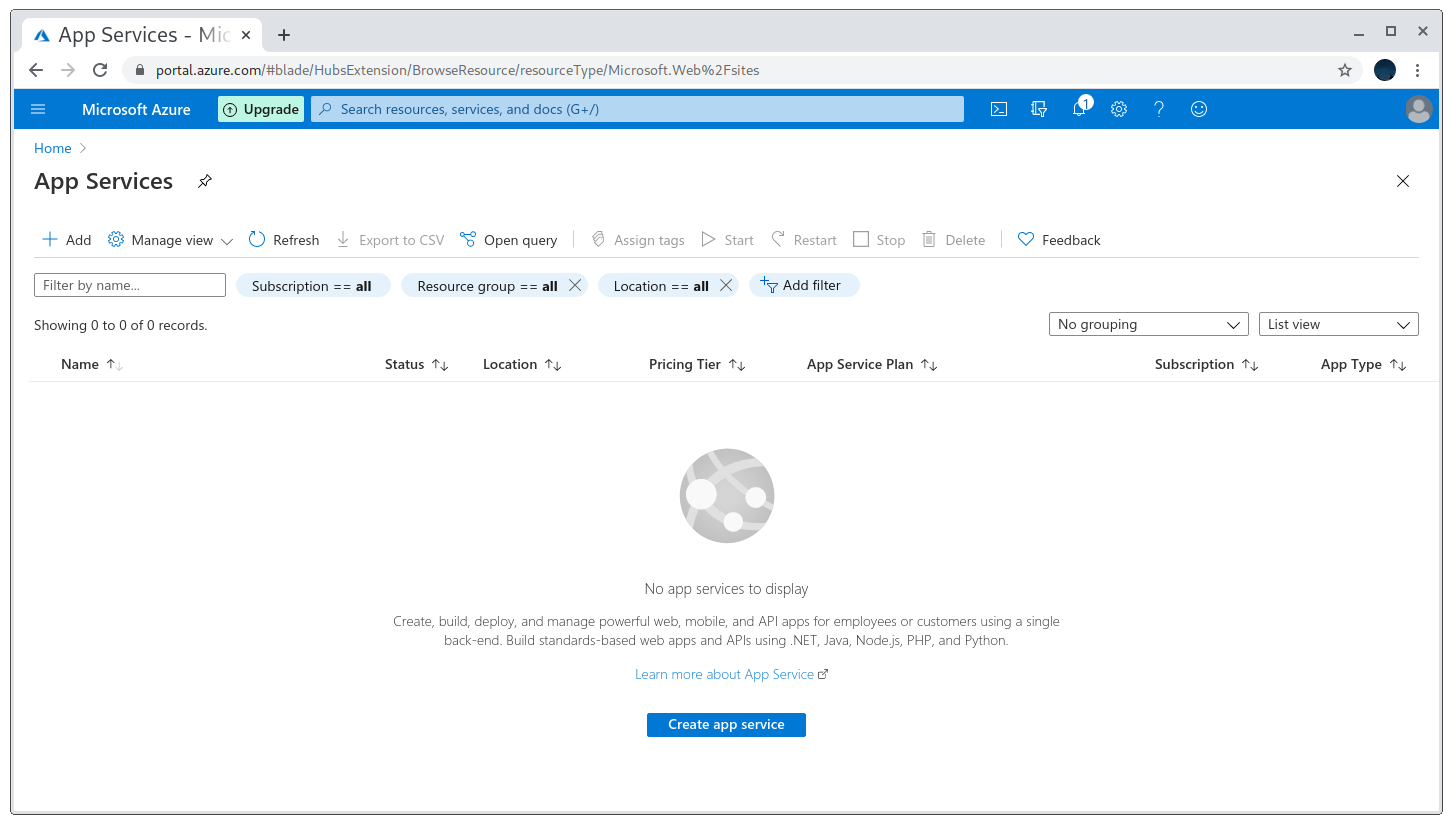 App Services - Mic
portal.azure.com/#blade/HubsExtension/BrowseResource/resourceType/Microsoft.Web%2Fsites
Microsoft Azure Upgrade Search resources, services, and docs (G+/) 1
Home
App Services
Add Manage view Refresh Export to CSV Open query Assign tags Start Restart Stop Delete Feedback
Filter by name... Subscription == all Resource group == all Location == all Add filter
Showing 0 to 0 of 0 records. No grouping List view
Name Status Location Pricing Tier App Service Plan Subscription App Type
No app services to display
Create, build, deploy, and manage powerful web, mobile, and API apps for employees or customers using a single
back-end. Build standards-based web apps and APIs using .NET, Java, Node.js, PHP, and Python.
Learn more about App Service
Create app service